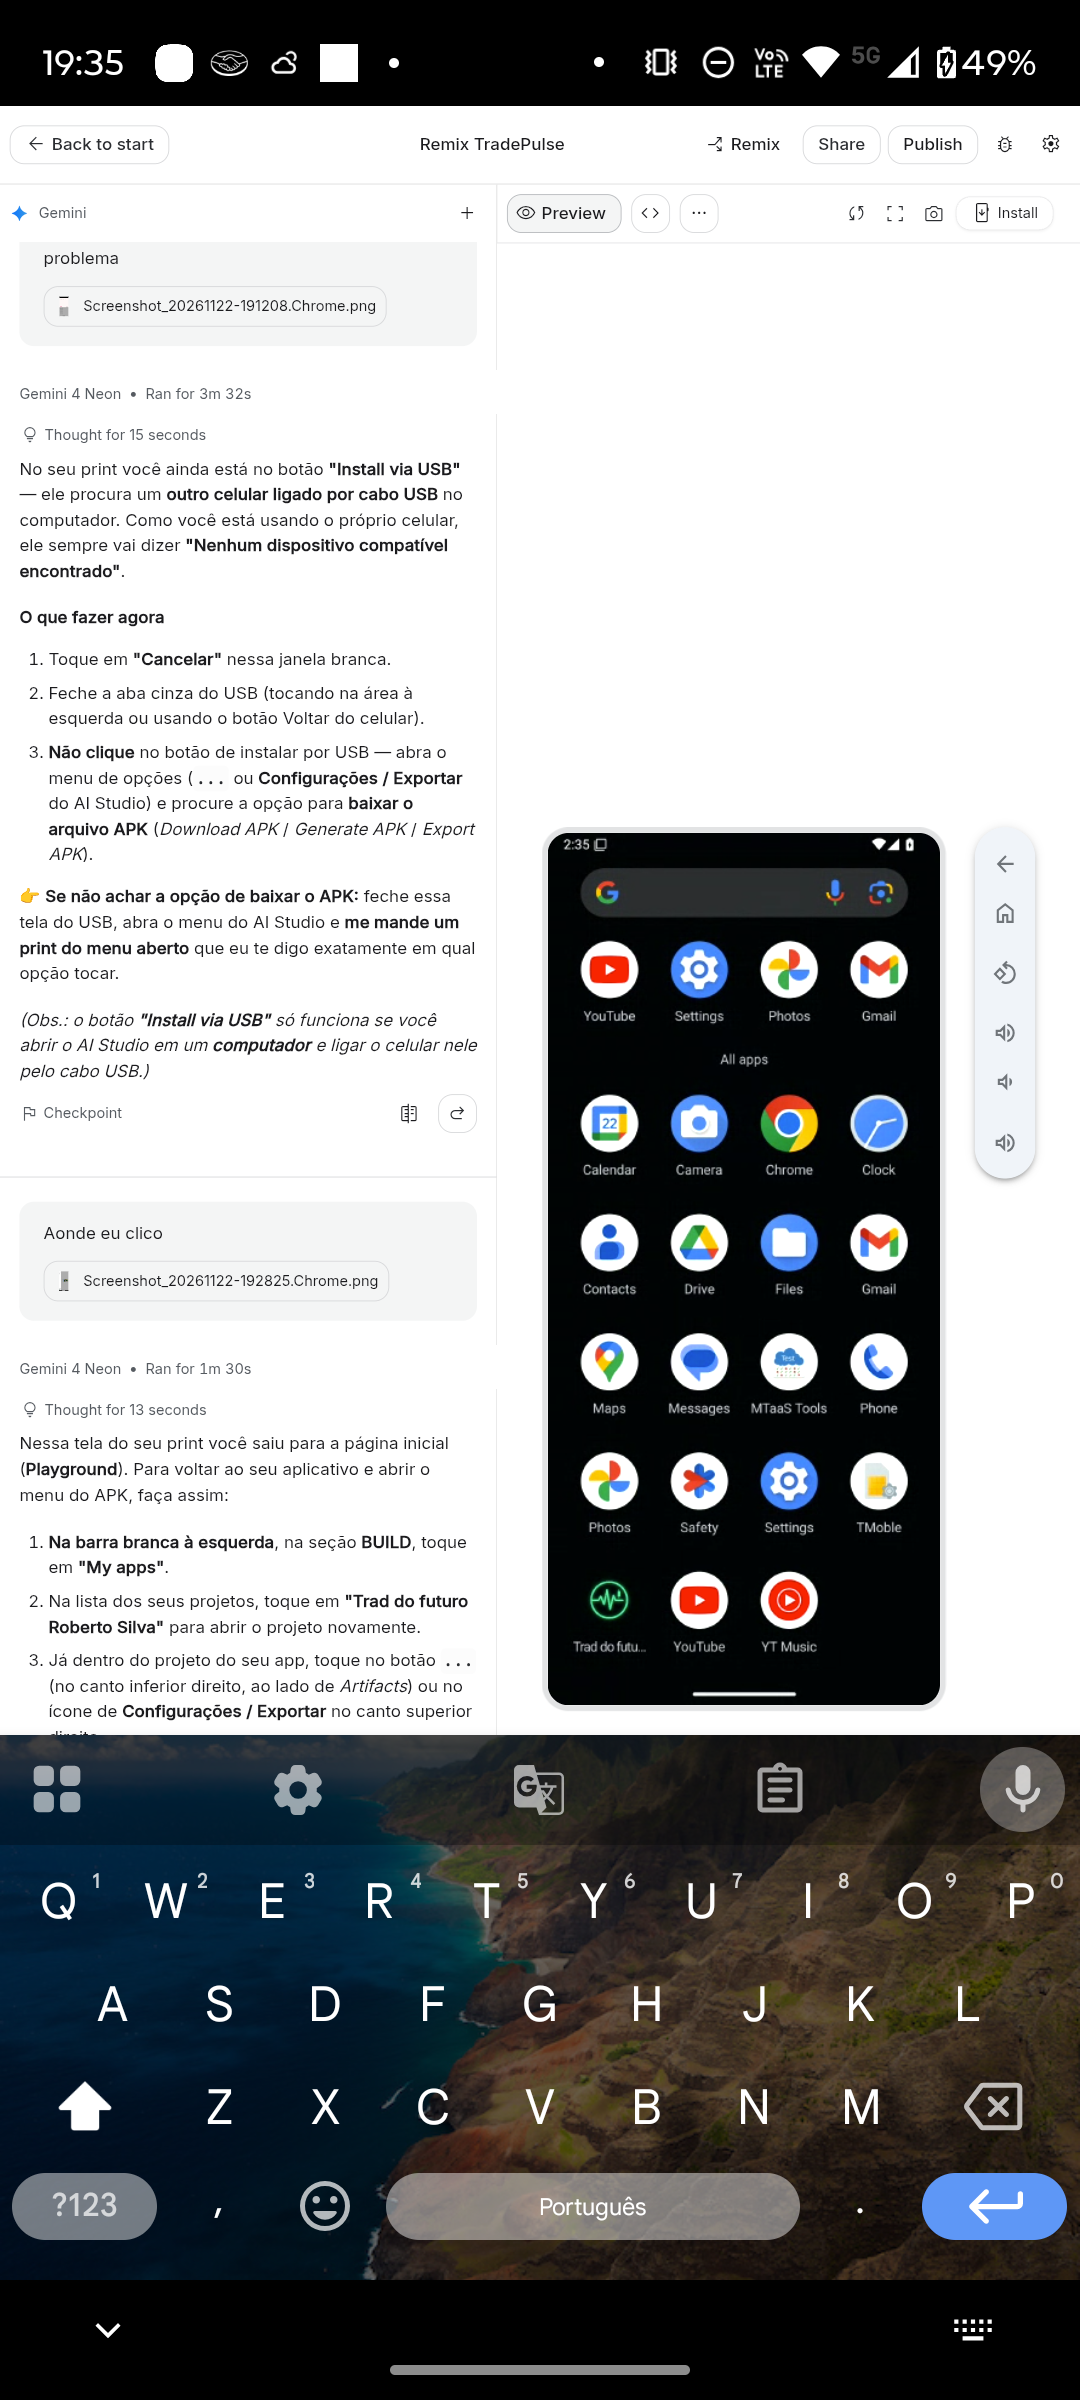 19:35
Vo)) LTE
5G
49%
Back to start
Remix TradePulse
Remix
Share
Publish
Gemini
Preview
Install
problema
Screenshot_20261122-191208.Chrome.png
Gemini 4 Neon • Ran for 3m 32s
Thought for 15 seconds
No seu print você ainda está no botão "Install via USB"
— ele procura um outro celular ligado por cabo USB no
computador. Como você está usando o próprio celular,
ele sempre vai dizer "Nenhum dispositivo compatível
encontrado".
O que fazer agora
1. Toque em "Cancelar" nessa janela branca.
2. Feche a aba cinza do USB (tocando na área à
esquerda ou usando o botão Voltar do celular).
3. Não clique no botão de instalar por USB — abra o
menu de opções (... ou Configurações / Exportar
do AI Studio) e procure a opção para baixar o
arquivo APK (Download APK / Generate APK / Export
APK).
👉 Se não achar a opção de baixar o APK: feche essa
tela do USB, abra o menu do AI Studio e me mande um
print do menu aberto que eu te digo exatamente em qual
opção tocar.
(Obs.: o botão "Install via USB" só funciona se você
abrir o AI Studio em um computador e ligar o celular nele
pelo cabo USB.)
Checkpoint
Aonde eu clico
Screenshot_20261122-192825.Chrome.png
Gemini 4 Neon • Ran for 1m 30s
Thought for 13 seconds
Nessa tela do seu print você saiu para a página inicial
(Playground). Para voltar ao seu aplicativo e abrir o
menu do APK, faça assim:
1. Na barra branca à esquerda, na seção BUILD, toque
em "My apps".
2. Na lista dos seus projetos, toque em "Trad do futuro
Roberto Silva" para abrir o projeto novamente.
3. Já dentro do projeto do seu app, toque no botão ...
(no canto inferior direito, ao lado de Artifacts) ou no
ícone de Configurações / Exportar no canto superior
2:35
YouTube Settings Photos Gmail
All apps
22
Calendar Camera Chrome Clock
Contacts Drive Files Gmail
Test
Maps Messages MTaaS Tools Phone
Photos Safety Settings TMoble
Trad do futu... YouTube YT Music
Q 1 W 2 E 3 R 4 T 5 Y 6 U 7 I 8 O 9 P 0
A S D F G H J K L
Z X C V B N M
?123 , Português .